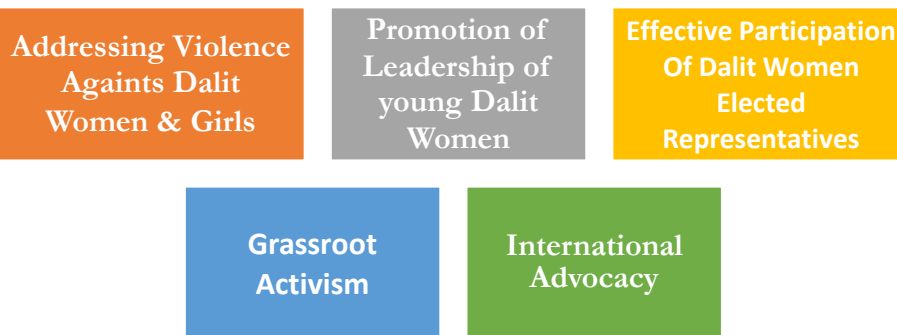 Addressing Violence
Againts Dalit
Women & Girls
Promotion of
Leadership of
young Dalit
Women
Effective Participation
Of Dalit Women
Elected
Representatives
Grassroot
Activism
International
Advocacy